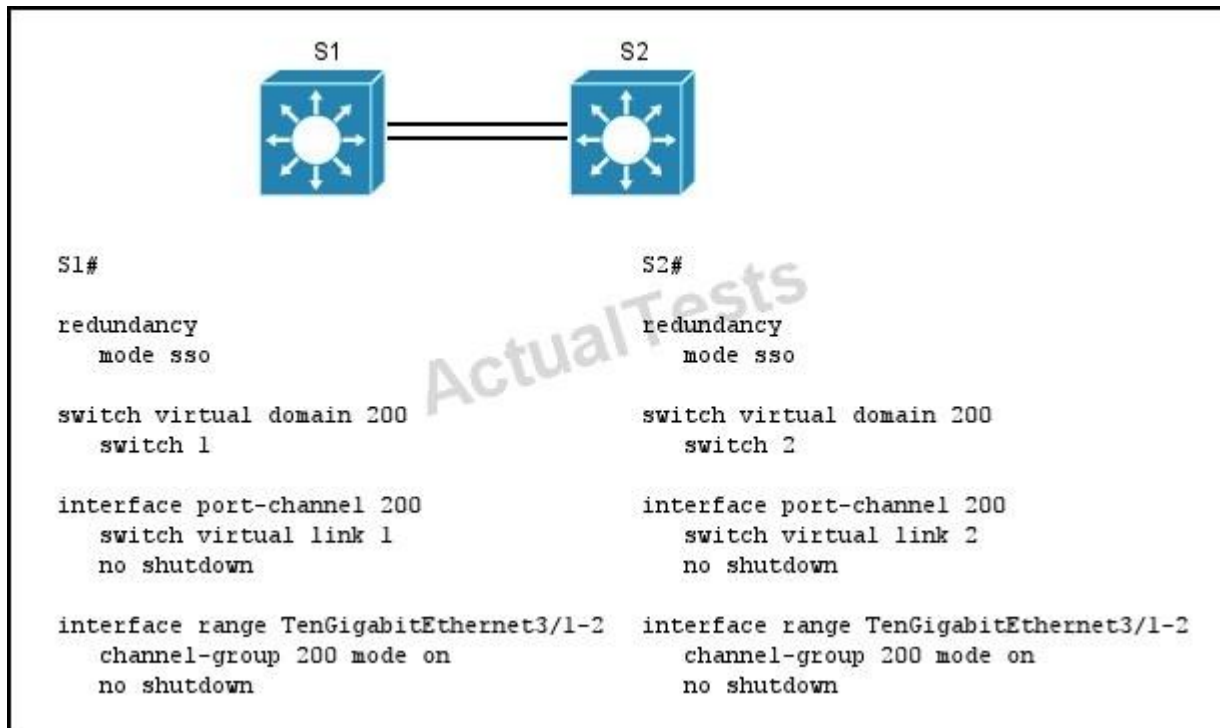 S1 S2
S1#
redundancy
mode sso
switch virtual domain 200
switch 1
interface port-channel 200
switch virtual link 1
no shutdown
interface range TenGigabitEthernet3/1-2
channel-group 200 mode on
no shutdown
S2#
redundancy
mode sso
switch virtual domain 200
switch 2
interface port-channel 200
switch virtual link 2
no shutdown
interface range TenGigabitEthernet3/1-2
channel-group 200 mode on
no shutdown
ActualTests